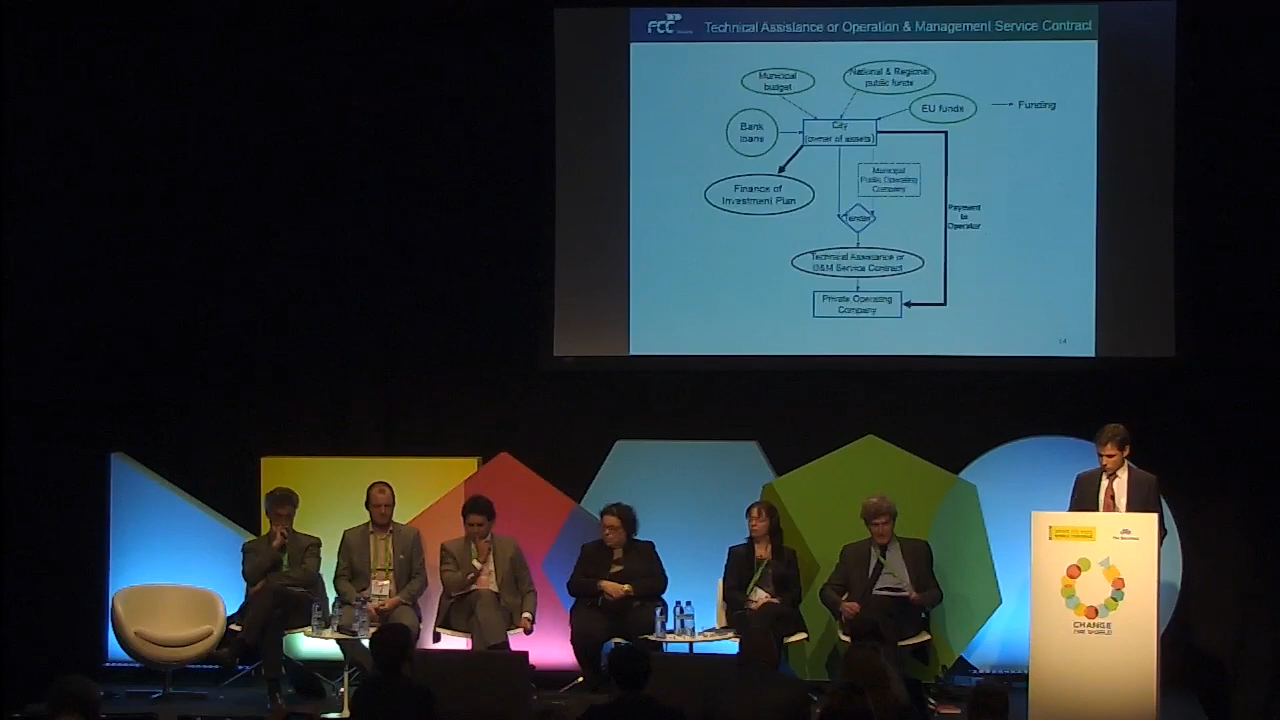 FCC
Technical Assistance or Operation & Management Service Contract
Municipal
budget
National & Regional
public funds
EU funds
Funding
Bank
loans
City
(owner of assets)
Municipal
Public Operating
Company
Finance of
Investment Plan
Tender
Payment
to
Operator
Technical Assistance or
O&M Service Contract
Private Operating
Company
14
CHANGE
THE WORLD